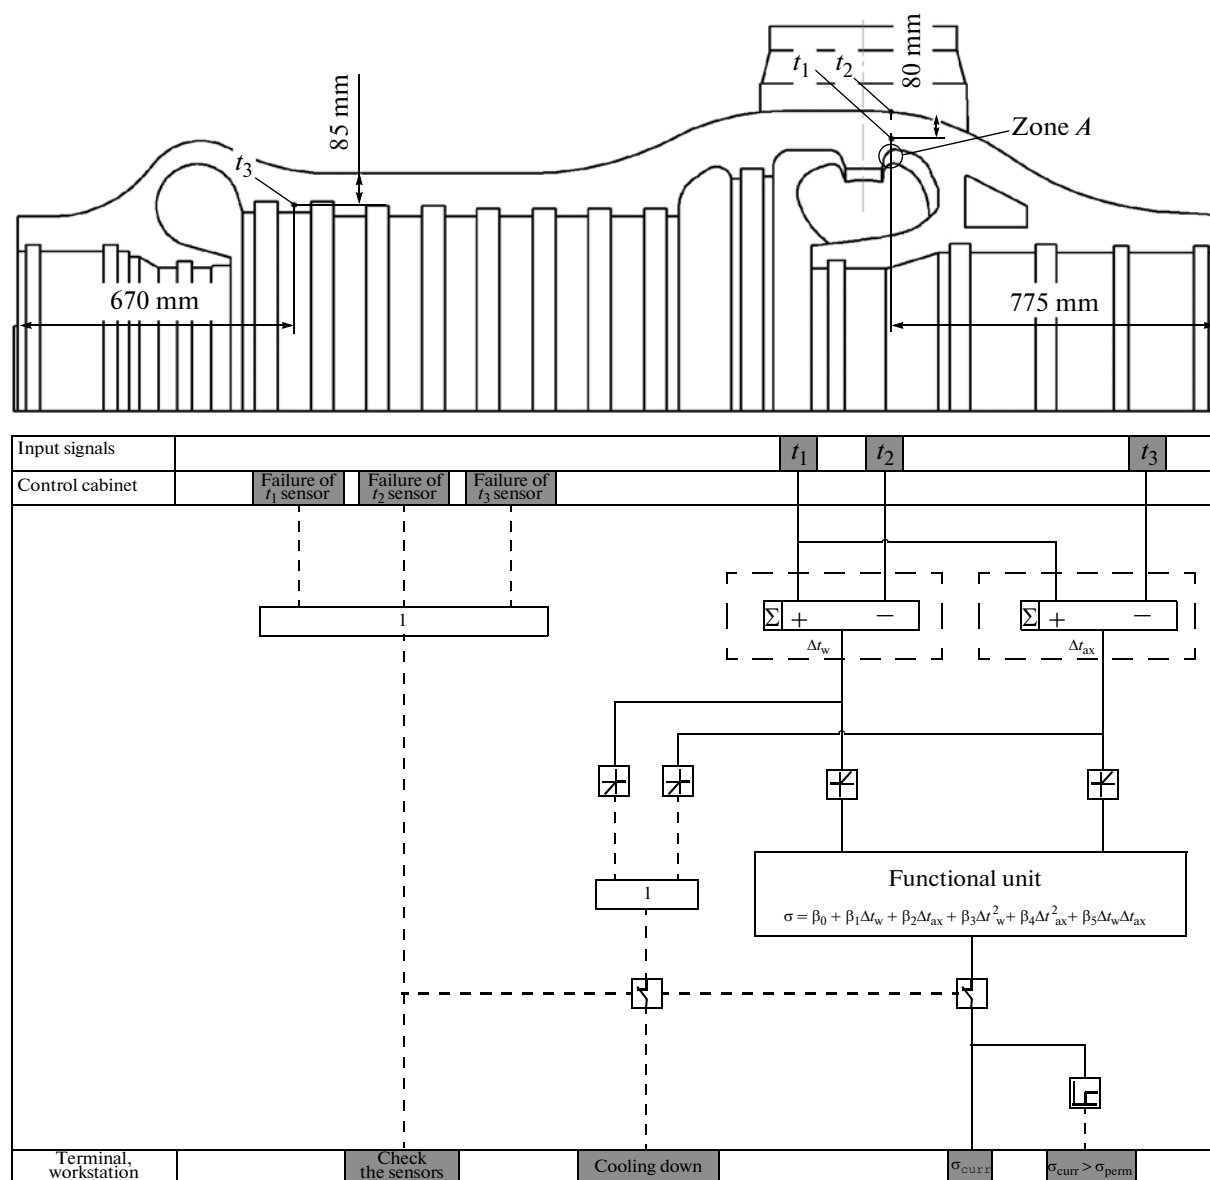 80 mm
t1
t2
85 mm
Zone A
t3
670 mm
775 mm
Input signals
t1
t2
t3
Control cabinet
Failure of
t1 sensor
Failure of
t2 sensor
Failure of
t3 sensor
Σ + −
Σ + −
1
Δtw
Δtax
Functional unit
1
σ = β0 + β1Δtw + β2Δtax + β3Δt²w + β4Δt²ax + β5ΔtwΔtax
Terminal,
workstation
Check
the sensors
Cooling down
σcurr
σcurr > σperm